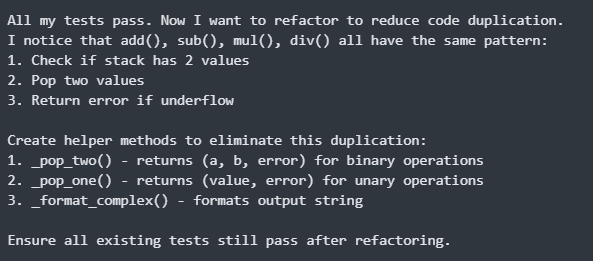 All my tests pass. Now I want to refactor to reduce code duplication.
I notice that add(), sub(), mul(), div() all have the same pattern:
1. Check if stack has 2 values
2. Pop two values
3. Return error if underflow
Create helper methods to eliminate this duplication:
1. _pop_two() - returns (a, b, error) for binary operations
2. _pop_one() - returns (value, error) for unary operations
3. _format_complex() - formats output string
Ensure all existing tests still pass after refactoring.